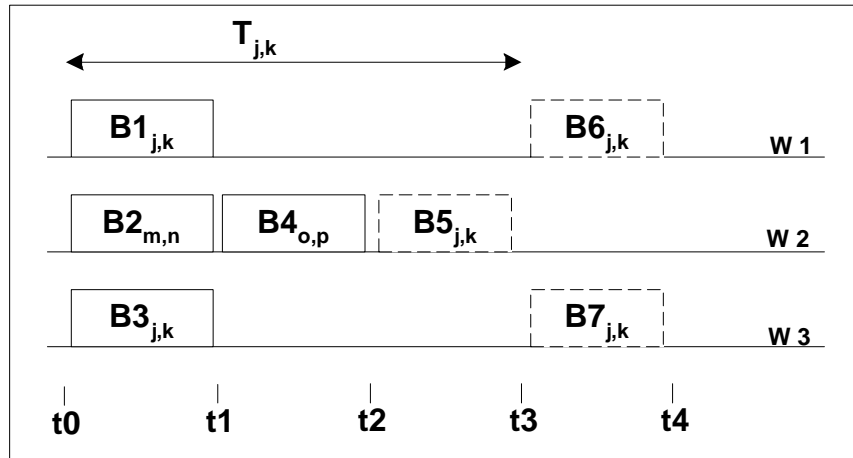 T j,k
B1 j,k
B6 j,k
W 1
B2 m,n
B4 o,p
B5 j,k
W 2
B3 j,k
B7 j,k
W 3
t0 t1 t2 t3 t4